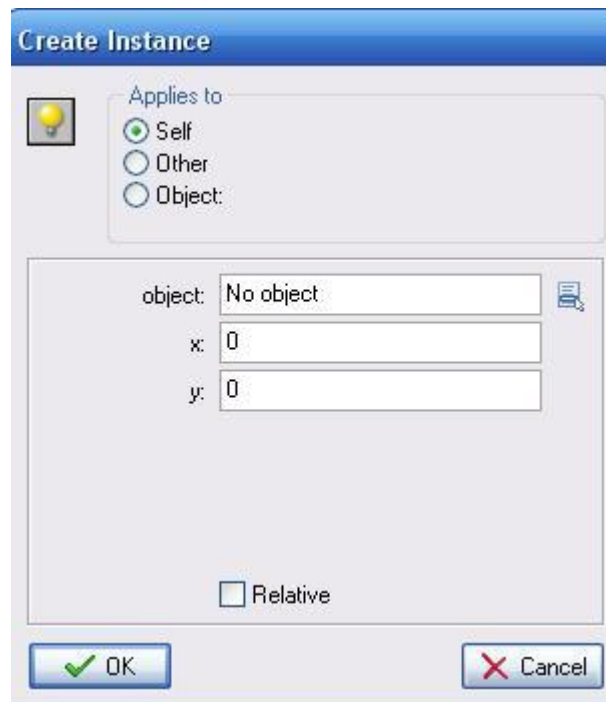 Create Instance
Applies to
Self
Other
Object:
object: No object
x: 0
y: 0
Relative
OK Cancel